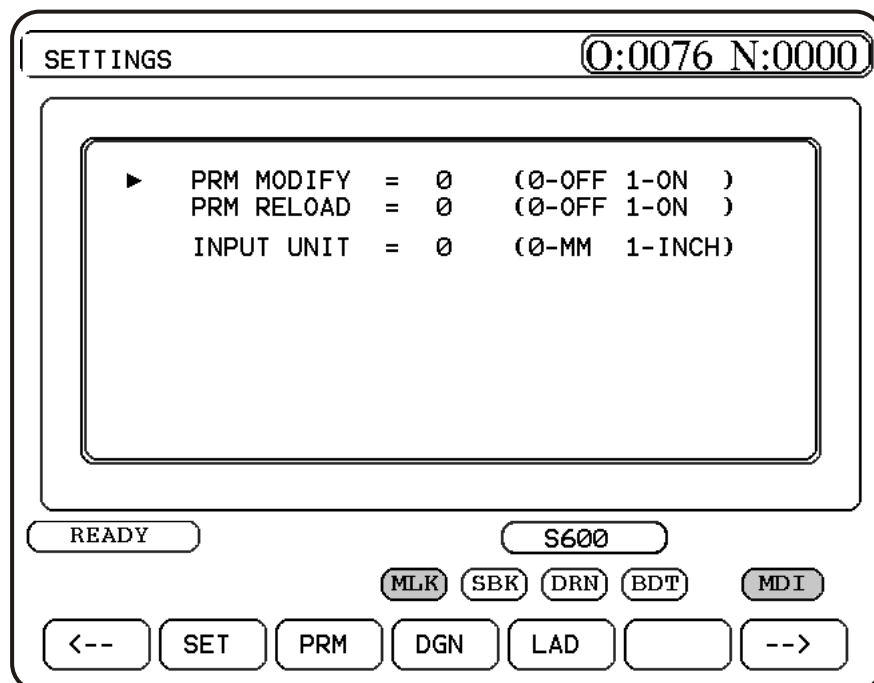 SETTINGS O:0076 N:0000
► PRM MODIFY = 0 (0-OFF 1-ON )
PRM RELOAD = 0 (0-OFF 1-ON )
INPUT UNIT = 0 (0-MM 1-INCH)
READY S600
MLK SBK DRN BDT MDI
<-- SET PRM DGN LAD -->